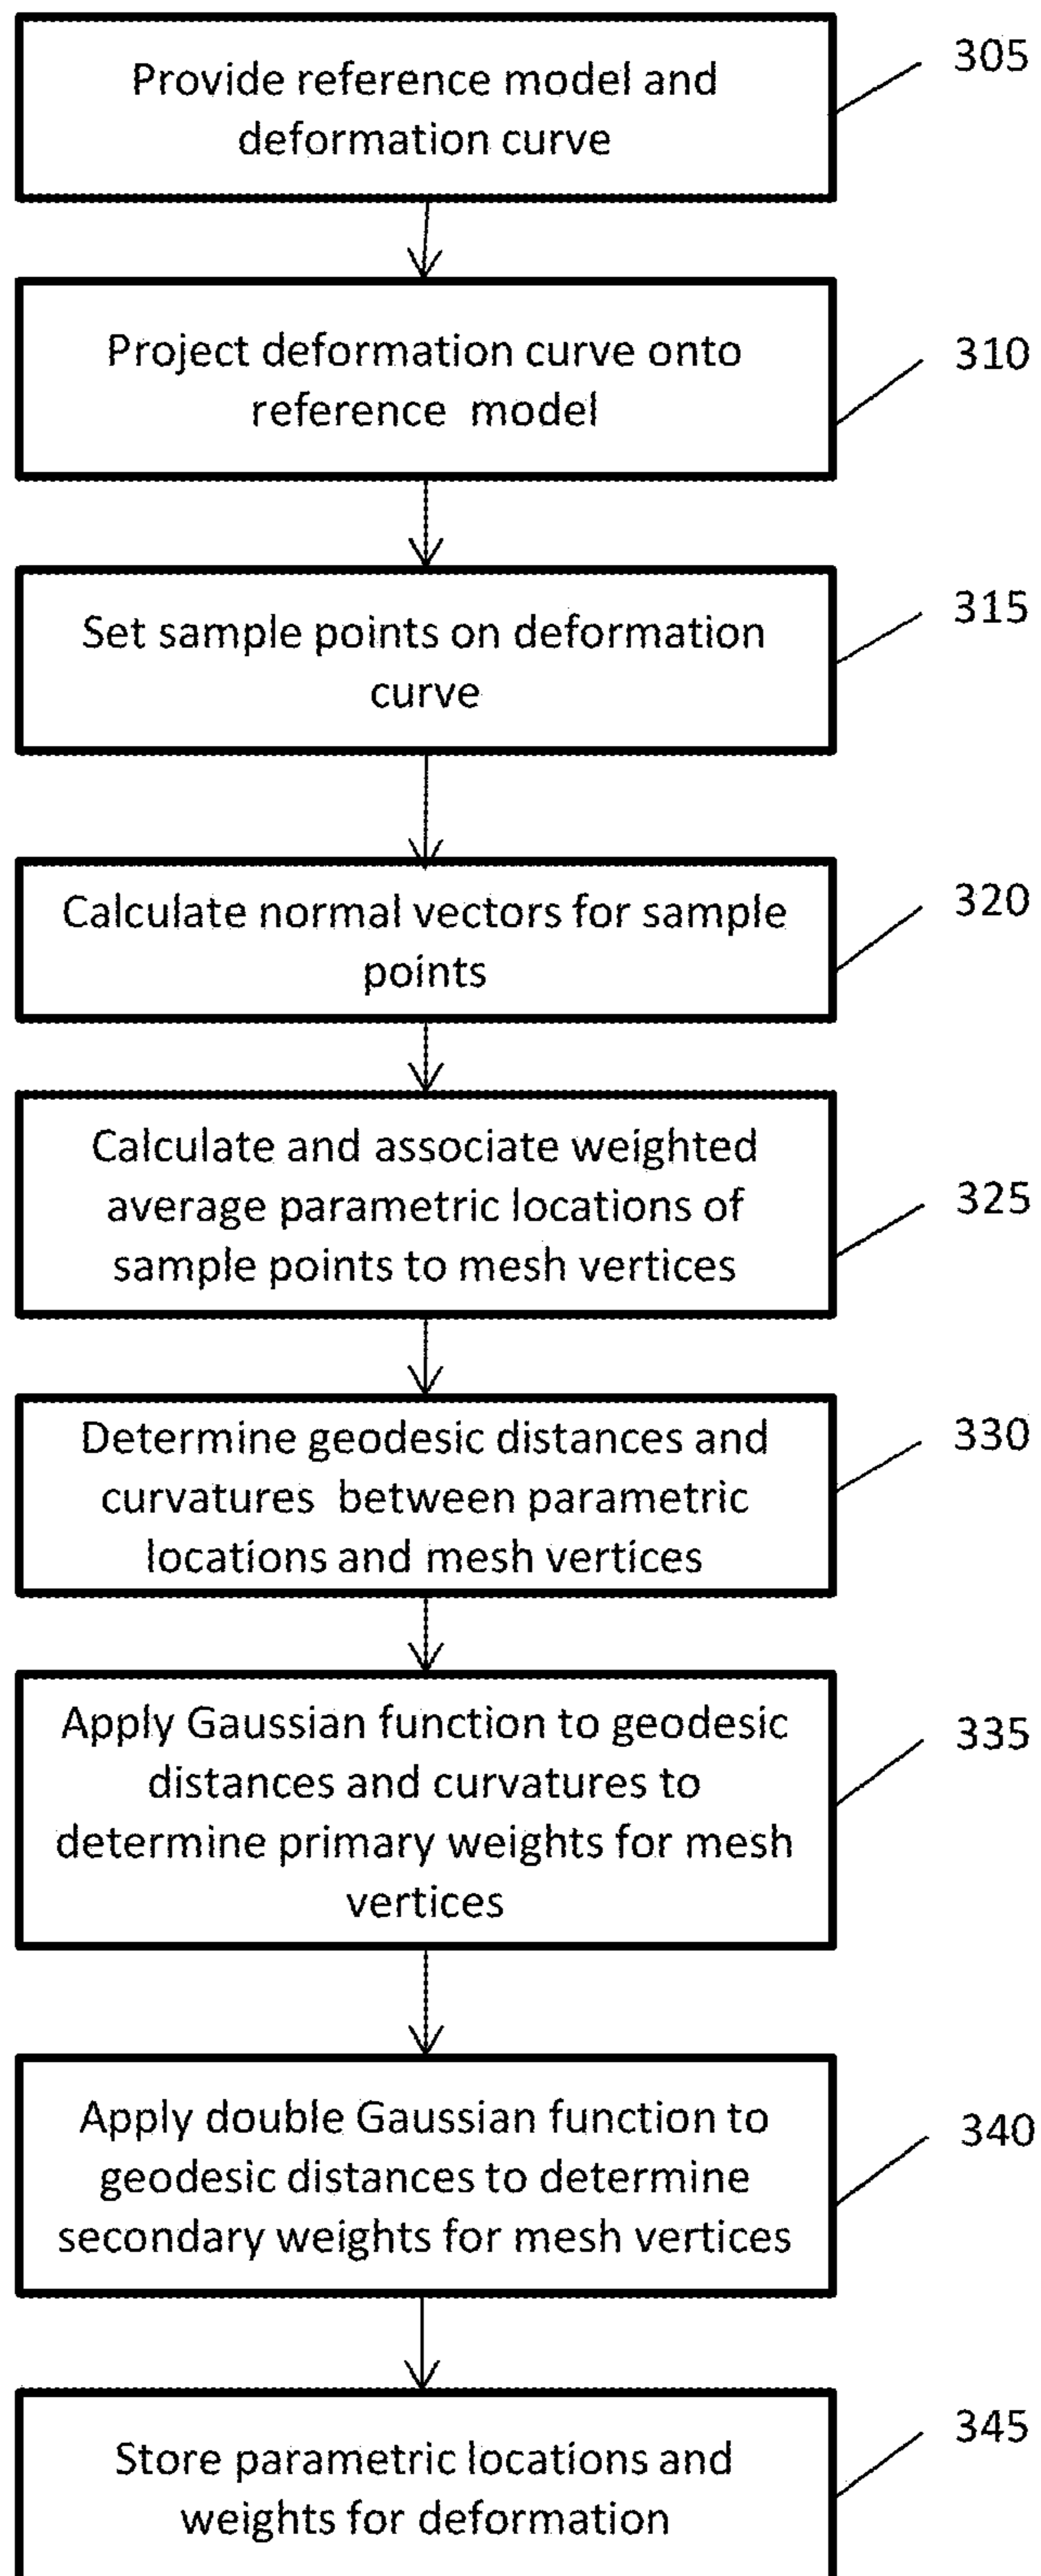 Provide reference model and
deformation curve
305
Project deformation curve onto
reference model
310
Set sample points on deformation
curve
315
Calculate normal vectors for sample
points
320
Calculate and associate weighted
average parametric locations of
sample points to mesh vertices
325
Determine geodesic distances and
curvatures between parametric
locations and mesh vertices
330
Apply Gaussian function to geodesic
distances and curvatures to
determine primary weights for mesh
vertices
335
Apply double Gaussian function to
geodesic distances to determine
secondary weights for mesh vertices
340
Store parametric locations and
weights for deformation
345